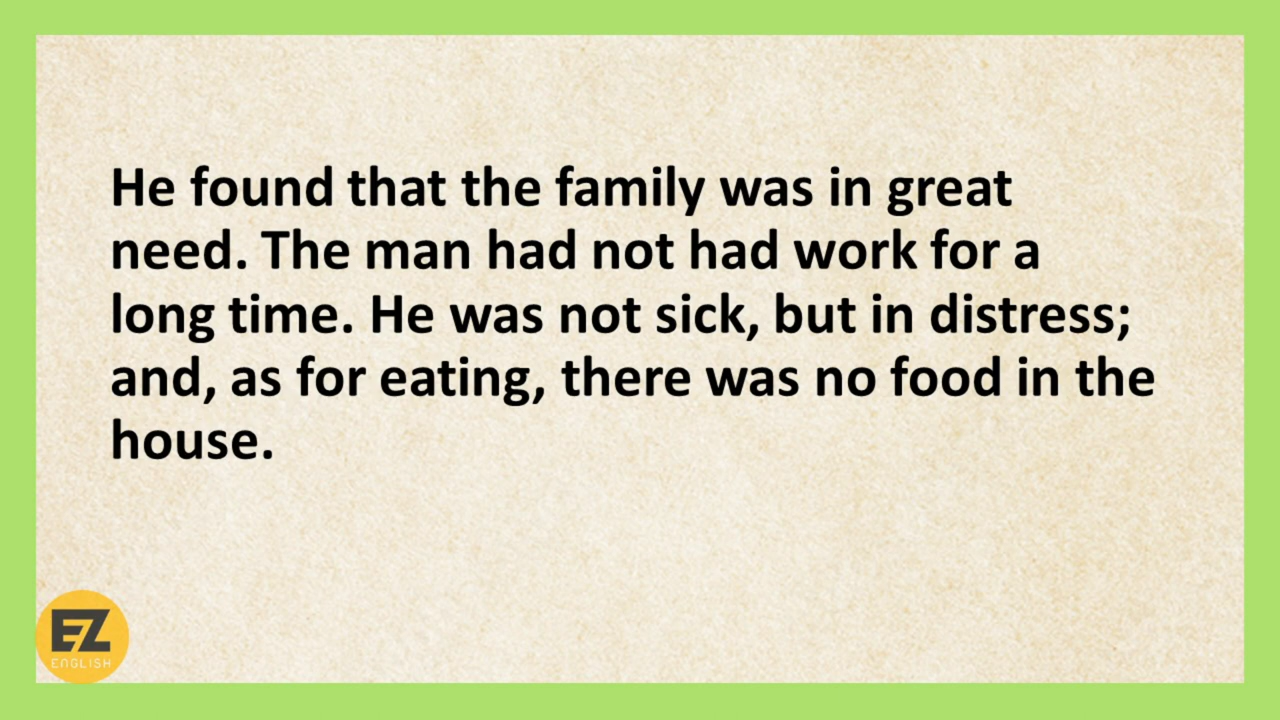 He found that the family was in great
need. The man had not had work for a
long time. He was not sick, but in distress;
and, as for eating, there was no food in the
house.
EZ
ENGLISH